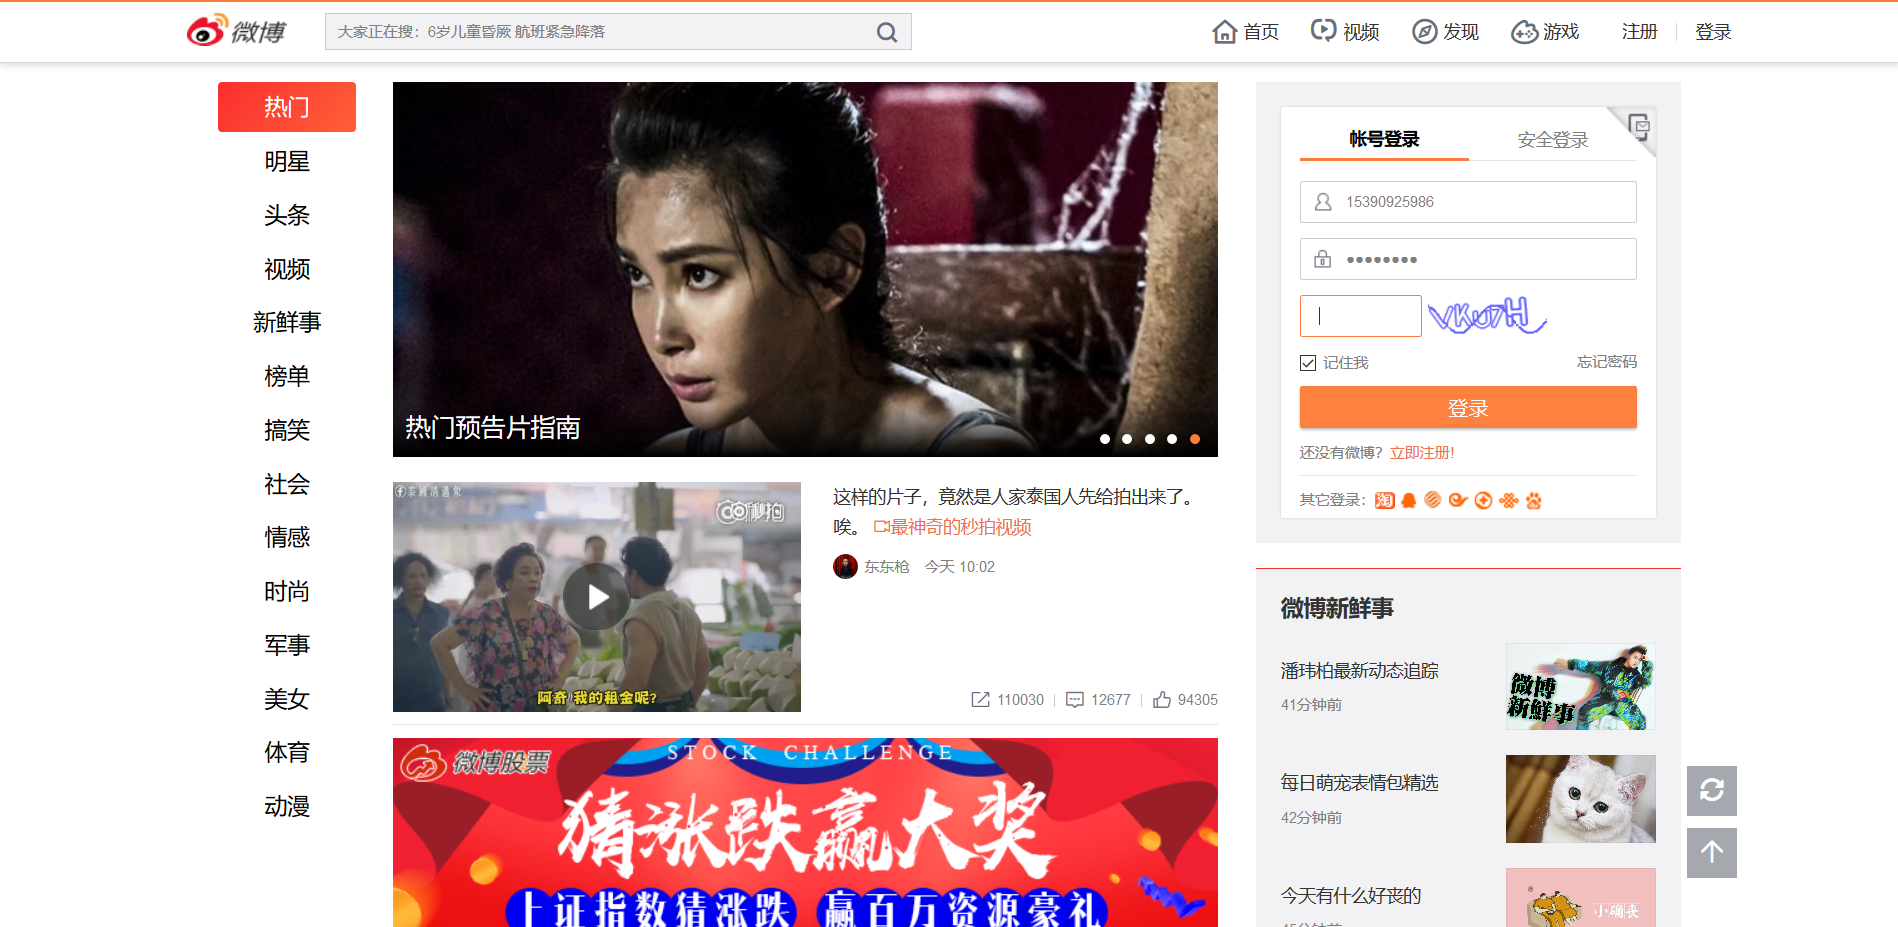 微博
大家正在搜：6岁儿童昏厥 航班紧急降落
首页
视频
发现
游戏
注册
登录
热门
明星
头条
视频
新鲜事
榜单
搞笑
社会
情感
时尚
军事
美女
体育
动漫
热门预告片指南
泰國清邁象
秒拍
阿奇 我的租金呢?
这样的片子，竟然是人家泰国人先给拍出来了。
唉。 最神奇的秒拍视频
东东枪 今天 10:02
110030
12677
94305
微博股票
STOCK CHALLENGE
猜涨跌赢大奖
上证指数猜涨跌 赢百万资源豪礼
帐号登录
安全登录
15390925986
VKU7H
记住我
忘记密码
登录
还没有微博？立即注册!
其它登录：
淘
微博新鲜事
潘玮柏最新动态追踪
41分钟前
微博
新鮮事
每日萌宠表情包精选
42分钟前
今天有什么好丧的
小确丧